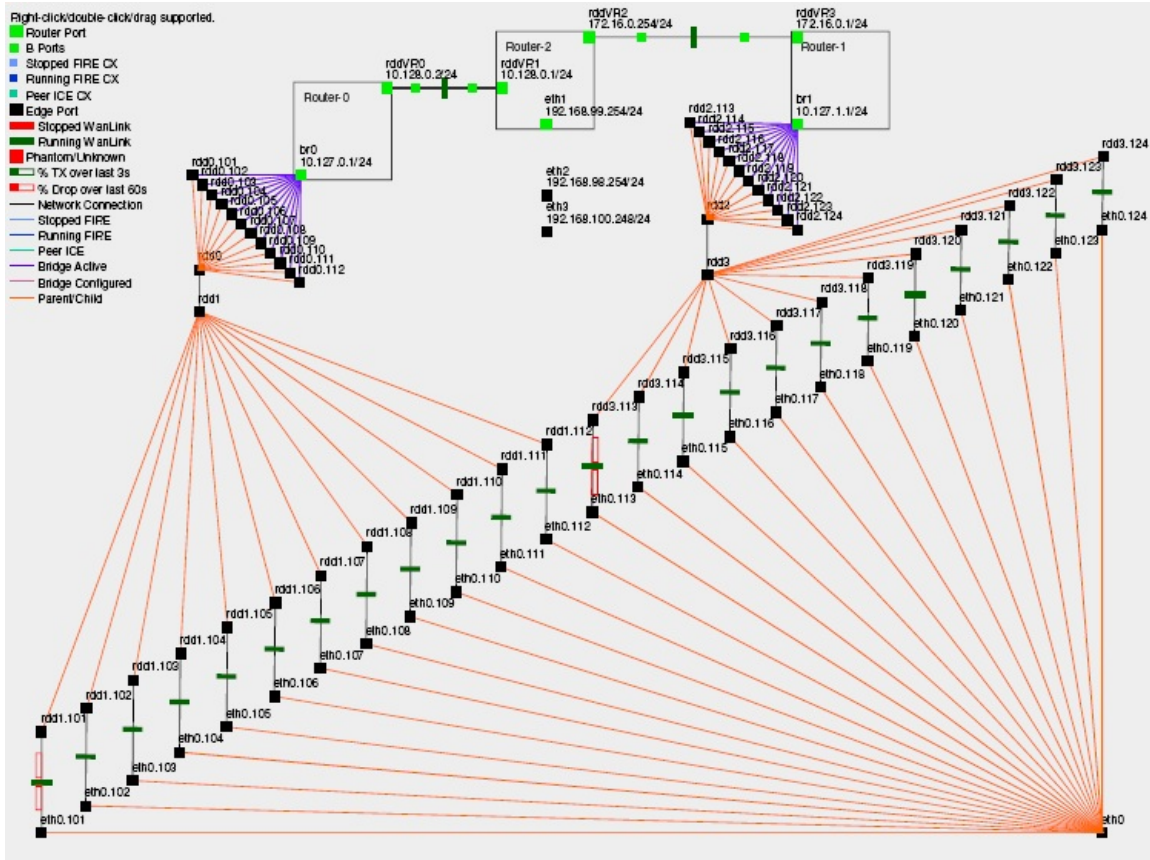 Right-click/double-click/drag supported.
Router Port
B Ports
Stopped FIRE CX
Running FIRE CX
Peer ICE CX
Edge Port
Stopped WanLink
Running WanLink
Phantom/Unknown
% TX over last 3s
% Drop over last 60s
Network Connection
Stopped FIRE
Running FIRE
Peer ICE
Bridge Active
Bridge Configured
Parent/Child
rddVR2
172.16.0.254/24
rddVR3
172.16.0.1/24
Router-2
Router-1
rddVR0
10.128.0.2/24
rddVR1
10.128.0.1/24
Router-0
eth1
192.168.99.254/24
br1
10.127.1.1/24
br0
10.127.0.1/24
eth2
192.168.98.254/24
eth3
192.168.100.248/24
rdd0.101
rdd0.102
rdd0.103
rdd0.104
rdd0.105
rdd0.106
rdd0.107
rdd0.108
rdd0.109
rdd0.110
rdd0.111
rdd0.112
rdd0
rdd1
rdd2.113
rdd2.114
rdd2.115
rdd2.116
rdd2.117
rdd2.118
rdd2.119
rdd2.120
rdd2.121
rdd2.122
rdd2.123
rdd2.124
rdd2
rdd3
rdd3.124
rdd3.123
rdd3.122
rdd3.121
rdd3.120
rdd3.119
rdd3.118
rdd3.117
rdd3.116
rdd3.115
rdd3.114
rdd3.113
eth0.124
eth0.123
eth0.122
eth0.121
eth0.120
eth0.119
eth0.118
eth0.117
eth0.116
eth0.115
eth0.114
eth0.113
rdd1.112
rdd1.111
rdd1.110
rdd1.109
rdd1.108
rdd1.107
rdd1.106
rdd1.105
rdd1.104
rdd1.103
rdd1.102
rdd1.101
eth0.112
eth0.111
eth0.110
eth0.109
eth0.108
eth0.107
eth0.106
eth0.105
eth0.104
eth0.103
eth0.102
eth0.101
eth0